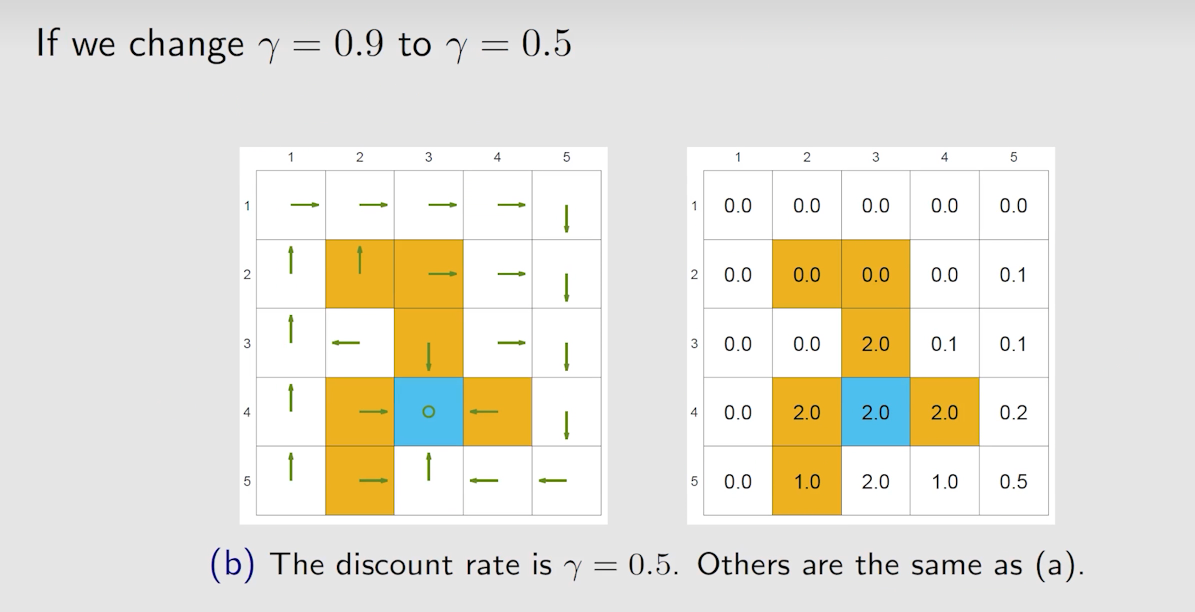 If we change γ = 0.9 to γ = 0.5
1 2 3 4 5
1
2
3
4
5
1 2 3 4 5
1 0.0 0.0 0.0 0.0 0.0
2 0.0 0.0 0.0 0.0 0.1
3 0.0 0.0 2.0 0.1 0.1
4 0.0 2.0 2.0 2.0 0.2
5 0.0 1.0 2.0 1.0 0.5
(b) The discount rate is γ = 0.5. Others are the same as (a).